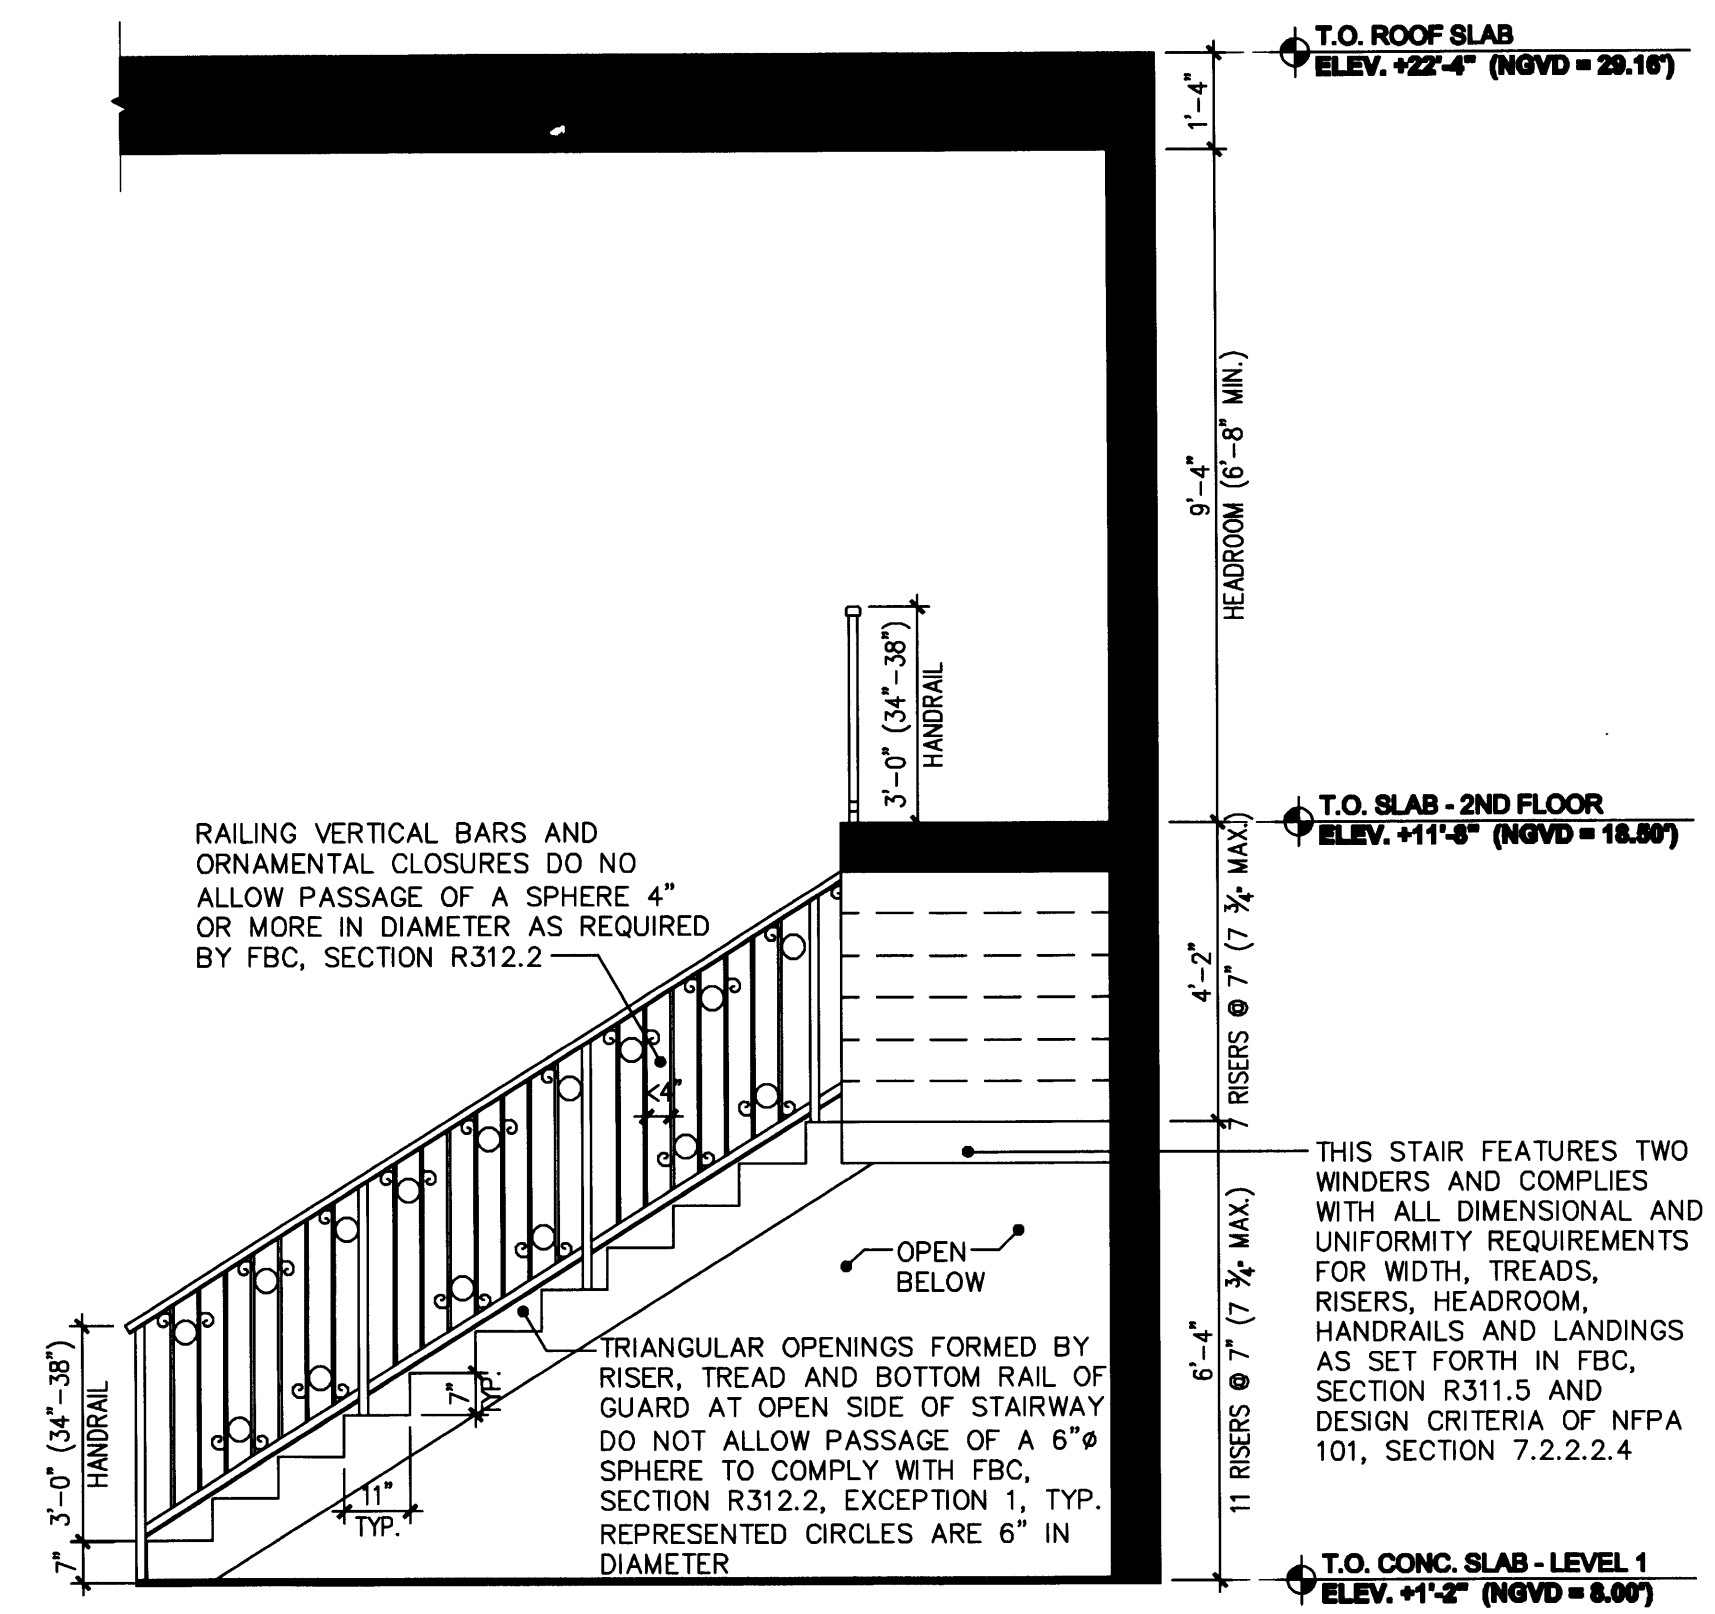 T.O. ROOF SLAB
ELEV. +22'-4" (NGVD = 29.16')
1'-4"
9'-4"
HEADROOM (6'-8" MIN.)
3'-0" (34"-38")
HANDRAIL
T.O. SLAB - 2ND FLOOR
ELEV. +11'-8" (NGVD = 18.50')
RAILING VERTICAL BARS AND
ORNAMENTAL CLOSURES DO NO
ALLOW PASSAGE OF A SPHERE 4"
OR MORE IN DIAMETER AS REQUIRED
BY FBC, SECTION R312.2
<4"
4'-2"
7 RISERS @ 7" (7 ¾" MAX.)
THIS STAIR FEATURES TWO
WINDERS AND COMPLIES
WITH ALL DIMENSIONAL AND
UNIFORMITY REQUIREMENTS
FOR WIDTH, TREADS,
RISERS, HEADROOM,
HANDRAILS AND LANDINGS
AS SET FORTH IN FBC,
SECTION R311.5 AND
DESIGN CRITERIA OF NFPA
101, SECTION 7.2.2.2.4
OPEN
BELOW
6'-4"
11 RISERS @ 7" (7 ¾" MAX.)
TRIANGULAR OPENINGS FORMED BY
RISER, TREAD AND BOTTOM RAIL OF
GUARD AT OPEN SIDE OF STAIRWAY
DO NOT ALLOW PASSAGE OF A 6"ø
SPHERE TO COMPLY WITH FBC,
SECTION R312.2, EXCEPTION 1, TYP.
REPRESENTED CIRCLES ARE 6" IN
DIAMETER
7"
TYP.
11"
TYP.
3'-0" (34"-38")
HANDRAIL
7"
T.O. CONC. SLAB - LEVEL 1
ELEV. +1'-2" (NGVD = 8.00')